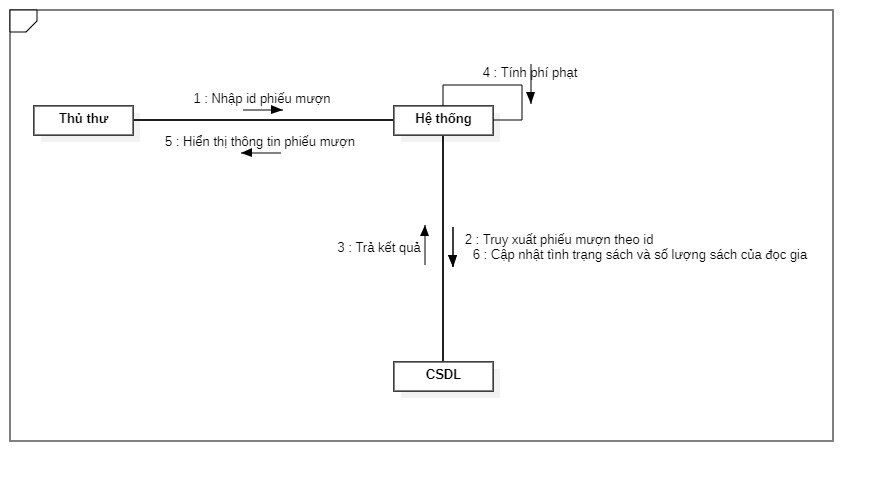 4 : Tính phí phạt
1 : Nhập id phiếu mượn
Thủ thư
Hệ thống
5 : Hiển thị thông tin phiếu mượn
3 : Trả kết quả
2 : Truy xuất phiếu mượn theo id
6 : Cập nhật tình trạng sách và số lượng sách của đọc gia
CSDL